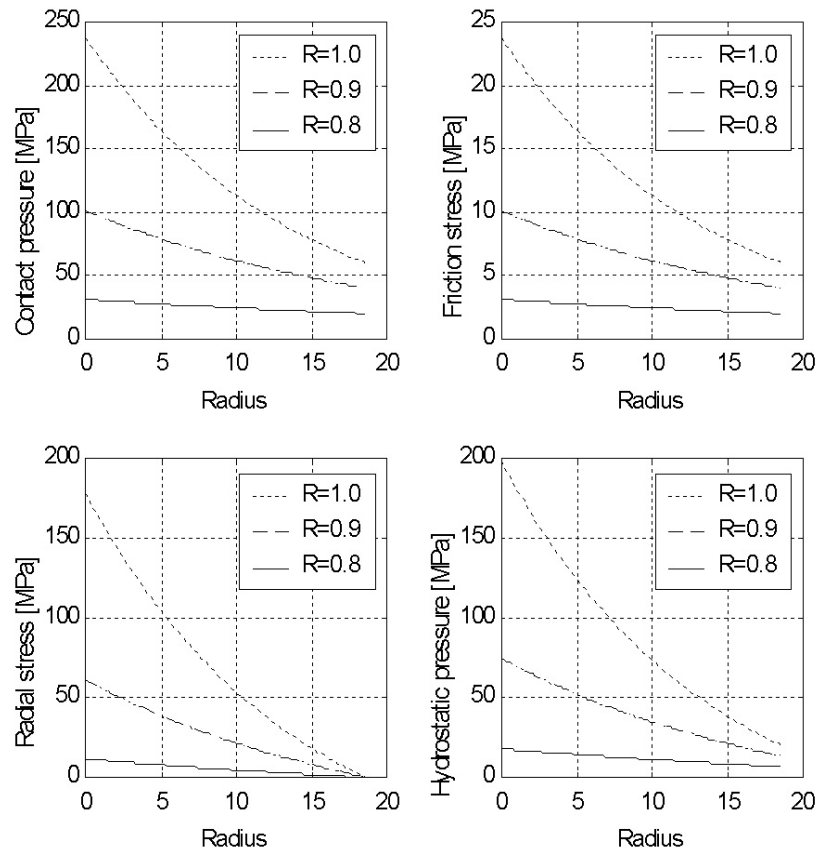 Contact pressure [MPa]
250
200
150
100
50
0
R=1.0
R=0.9
R=0.8
0 5 10 15 20
Radius
Friction stress [MPa]
25
20
15
10
5
0
R=1.0
R=0.9
R=0.8
0 5 10 15 20
Radius
Radial stress [MPa]
200
150
100
50
0
R=1.0
R=0.9
R=0.8
0 5 10 15 20
Radius
Hydrostatic pressure [MPa]
200
150
100
50
0
R=1.0
R=0.9
R=0.8
0 5 10 15 20
Radius